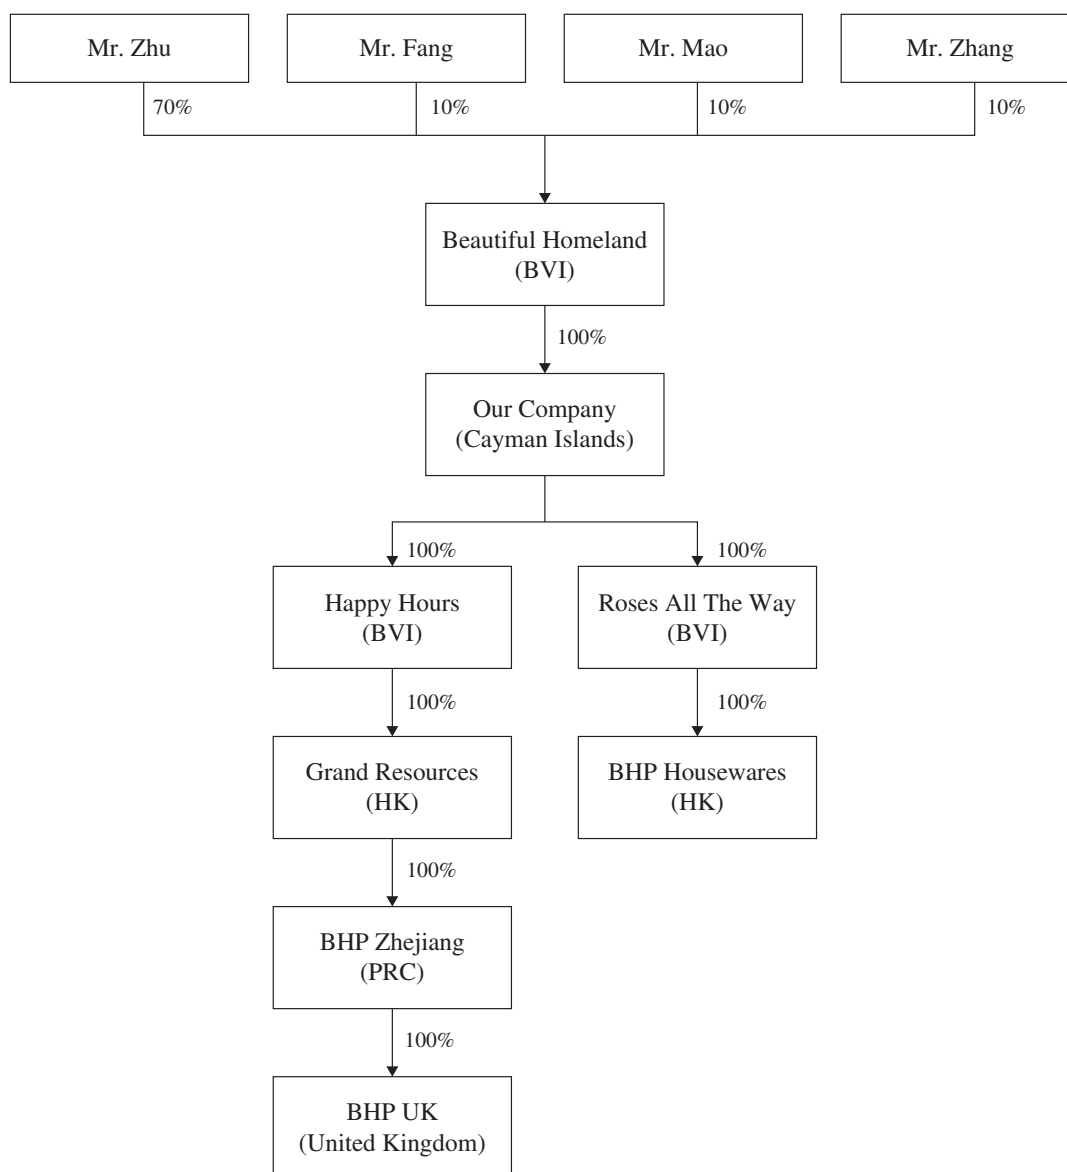 Mr. Zhu
Mr. Fang
Mr. Mao
Mr. Zhang
70%
10%
10%
10%
Beautiful Homeland
(BVI)
100%
Our Company
(Cayman Islands)
100%
100%
Happy Hours
(BVI)
Roses All The Way
(BVI)
100%
100%
Grand Resources
(HK)
BHP Housewares
(HK)
100%
BHP Zhejiang
(PRC)
100%
BHP UK
(United Kingdom)